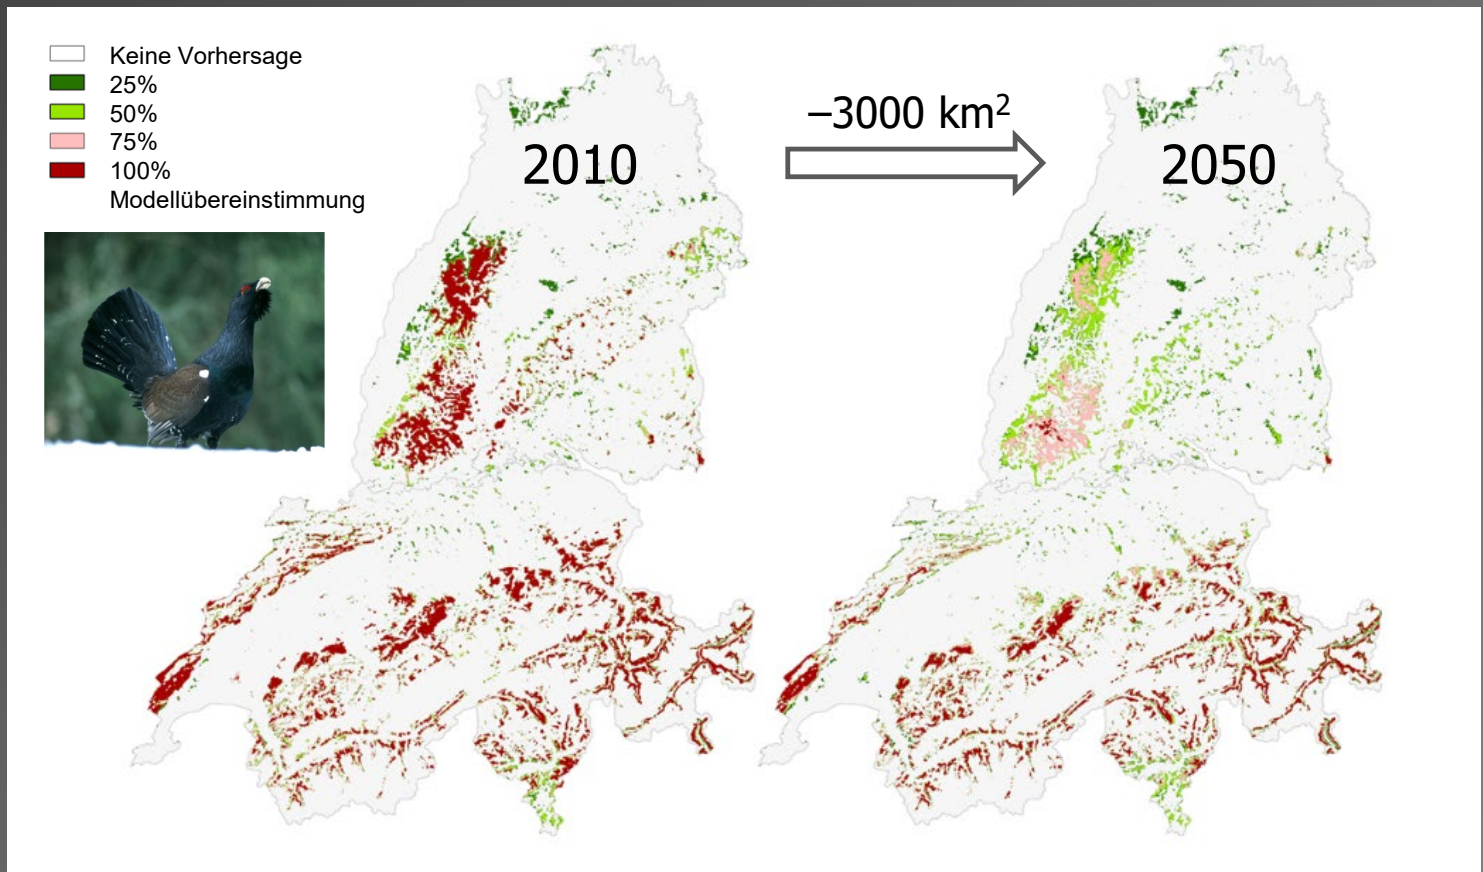 Keine Vorhersage
25%
50%
75%
100%
Modellübereinstimmung
2010
–3000 km²
2050